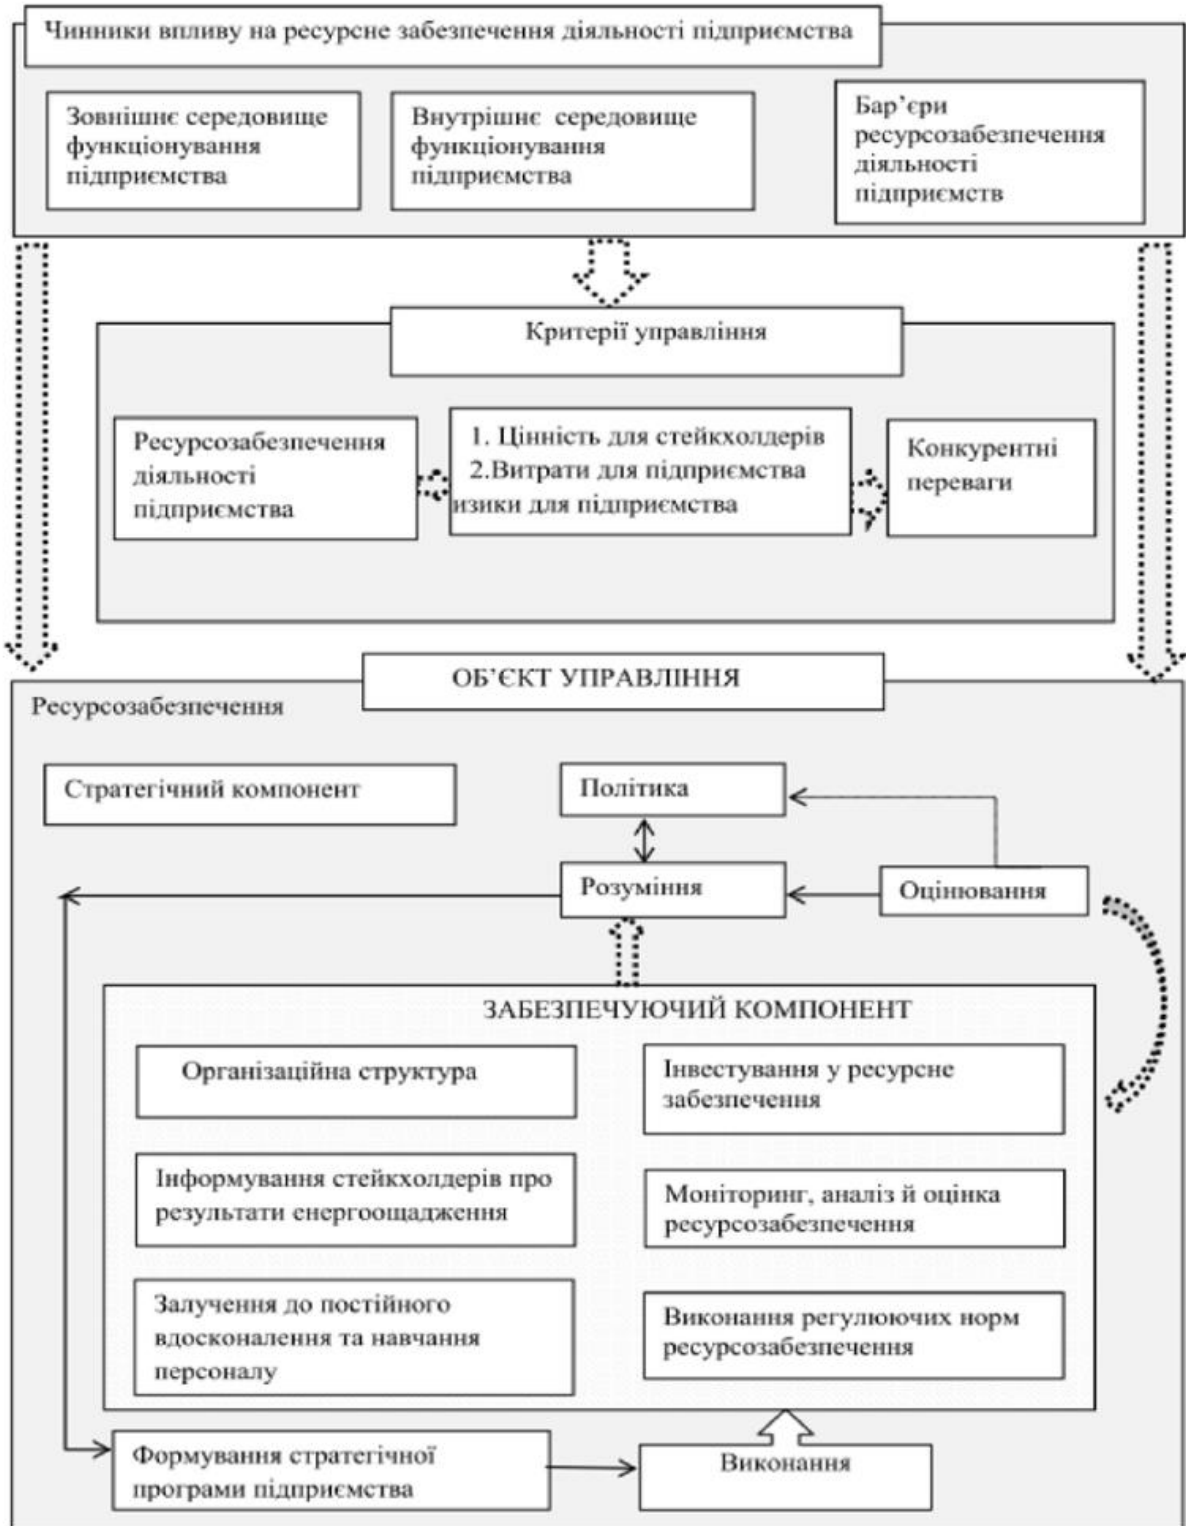 Чинники впливу на ресурсне забезпечення діяльності підприємства
Зовнішнє середовище
функціонування
підприємства
Внутрішнє середовище
функціонування
підприємства
Бар’єри
ресурсозабезпечення
діяльності
підприємств
Критерії управління
Ресурсозабезпечення
діяльності
підприємства
1. Цінність для стейкхолдерів
2.Витрати для підприємства
изики для підприємства
Конкурентні
переваги
ОБ’ЄКТ УПРАВЛІННЯ
Ресурсозабезпечення
Стратегічний компонент
Політика
Розуміння
Оцінювання
ЗАБЕЗПЕЧУЮЧИЙ КОМПОНЕНТ
Організаційна структура
Інвестування у ресурсне
забезпечення
Інформування стейкхолдерів про
результати енергоощадження
Моніторинг, аналіз й оцінка
ресурсозабезпечення
Залучення до постійного
вдосконалення та навчання
персоналу
Виконання регулюючих норм
ресурсозабезпечення
Формування стратегічної
програми підприємства
Виконання